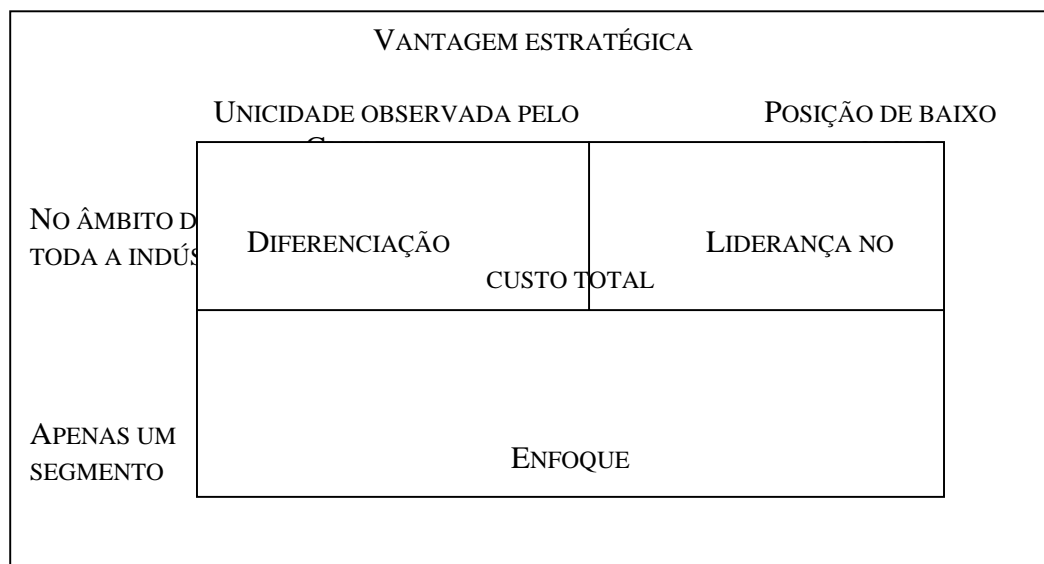 VANTAGEM ESTRATÉGICA
UNICIDADE OBSERVADA PELO POSIÇÃO DE BAIXO
NO ÂMBITO D
TODA A INDÚS
DIFERENCIAÇÃO LIDERANÇA NO
CUSTO TOTAL
APENAS UM
SEGMENTO
ENFOQUE